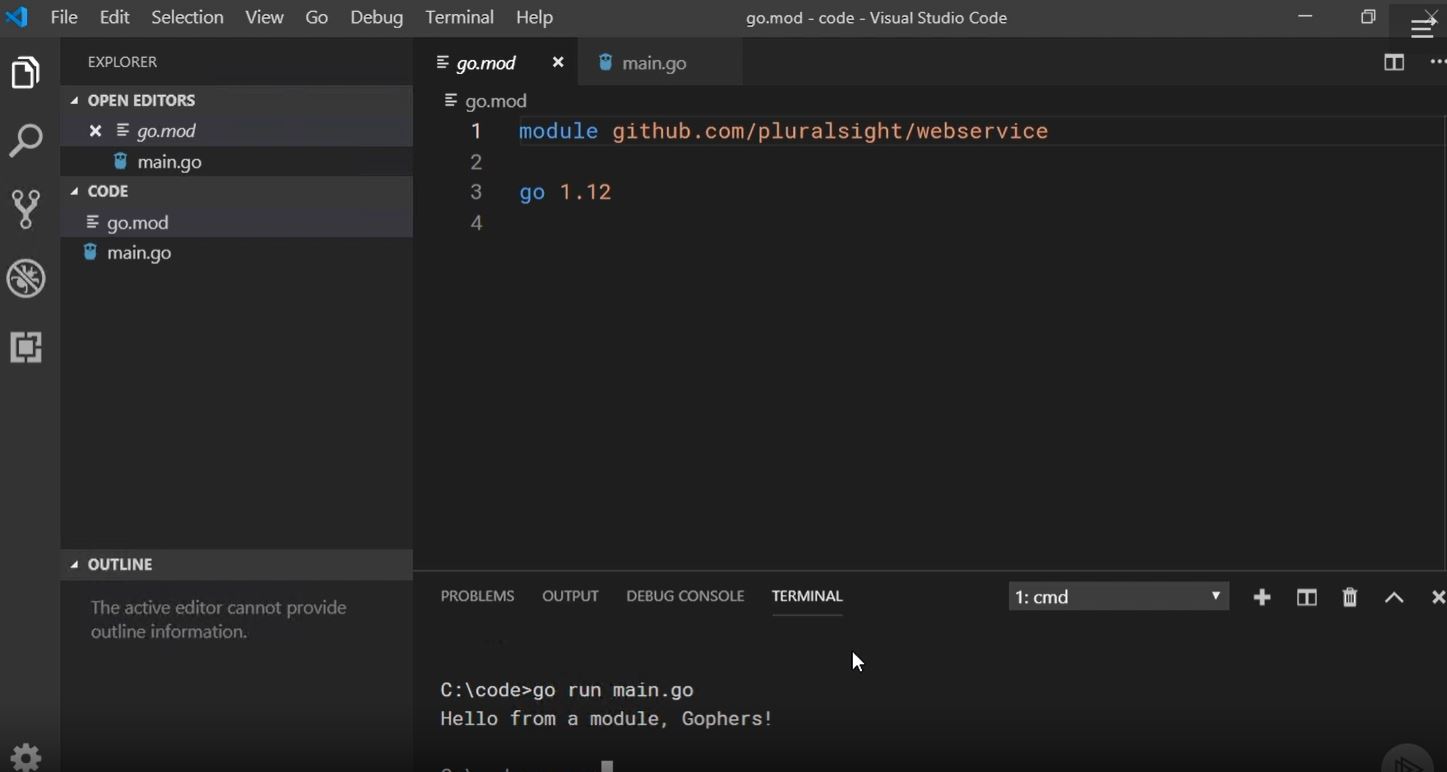 File Edit Selection View Go Debug Terminal Help
go.mod - code - Visual Studio Code
EXPLORER
OPEN EDITORS
go.mod
main.go
CODE
go.mod
main.go
OUTLINE
The active editor cannot provide
outline information.
go.mod
main.go
go.mod
1 module github.com/pluralsight/webservice
2
3 go 1.12
4
PROBLEMS OUTPUT DEBUG CONSOLE TERMINAL
1: cmd
C:\code>go run main.go
Hello from a module, Gophers!